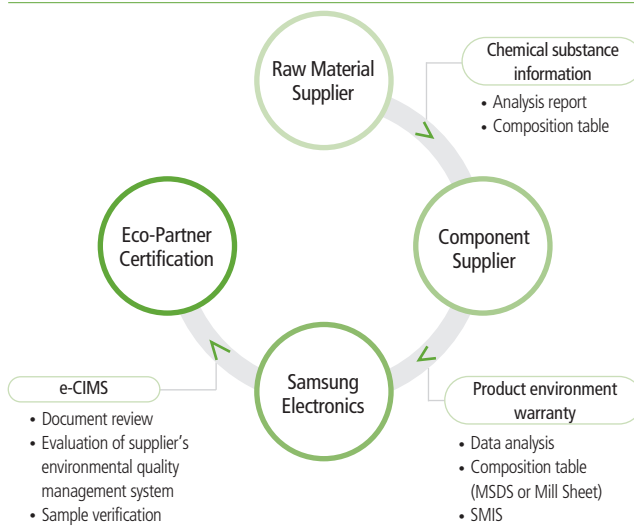 Raw Material
Supplier
Chemical substance
information
• Analysis report
• Composition table
Eco-Partner
Certification
Component
Supplier
Samsung
Electronics
e-CIMS
• Document review
• Evaluation of supplier's
environmental quality
management system
• Sample verification
Product environment
warranty
• Data analysis
• Composition table
(MSDS or Mill Sheet)
• SMIS